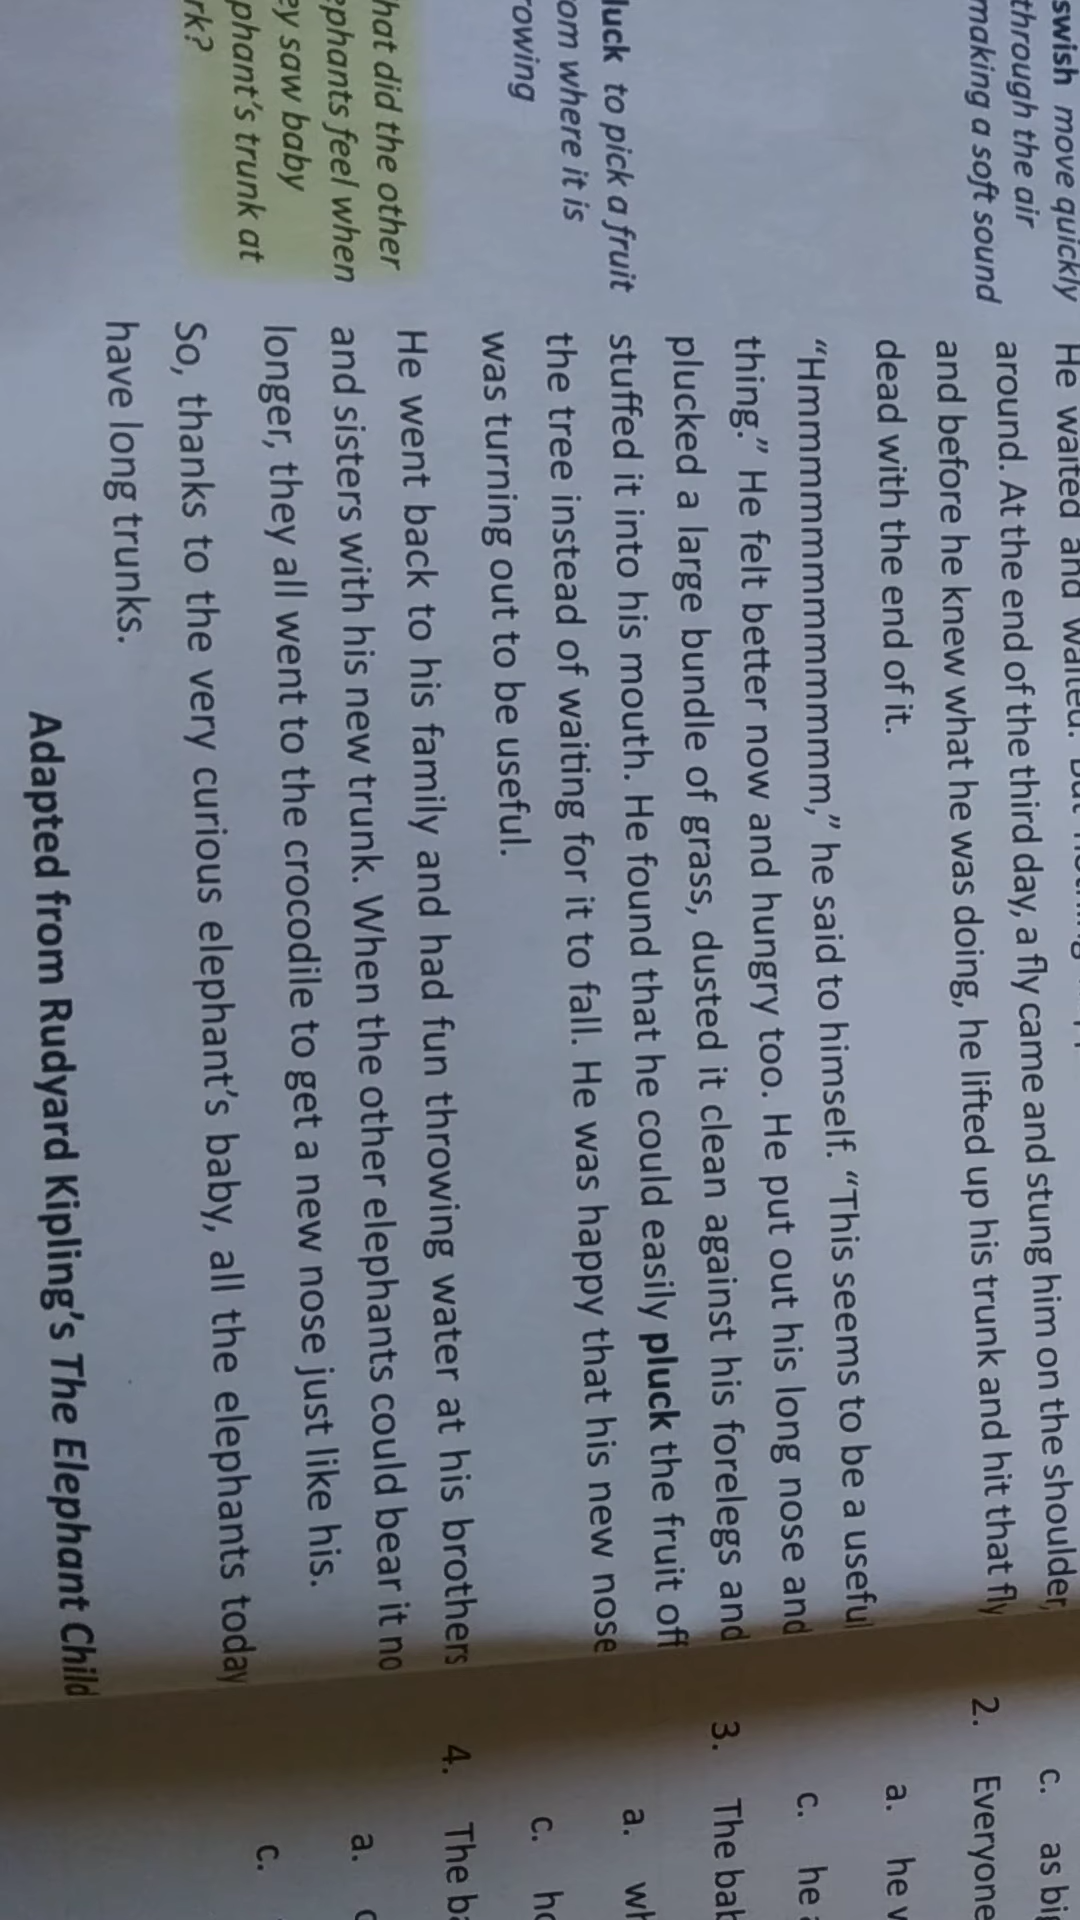 swish move quickly
through the air
making a soft sound
luck to pick a fruit
om where it is
rowing
hat did the other
ephants feel when
ey saw baby
phant's trunk at
rk?
He waited and waited.
around. At the end of the third day, a fly came and stung him on the shoulder,
and before he knew what he was doing, he lifted up his trunk and hit that fly
dead with the end of it.
“Hmmmmmmmmmmm,” he said to himself. “This seems to be a useful
thing.” He felt better now and hungry too. He put out his long nose and
plucked a large bundle of grass, dusted it clean against his forelegs and
stuffed it into his mouth. He found that he could easily pluck the fruit off
the tree instead of waiting for it to fall. He was happy that his new nose
was turning out to be useful.
He went back to his family and had fun throwing water at his brothers
and sisters with his new trunk. When the other elephants could bear it no
longer, they all went to the crocodile to get a new nose just like his.
So, thanks to the very curious elephant's baby, all the elephants today
have long trunks.
Adapted from Rudyard Kipling's The Elephant Child
c. as
2. Everyone
a. he
c. he
3. The
a.
c.
4. The
a.
c.